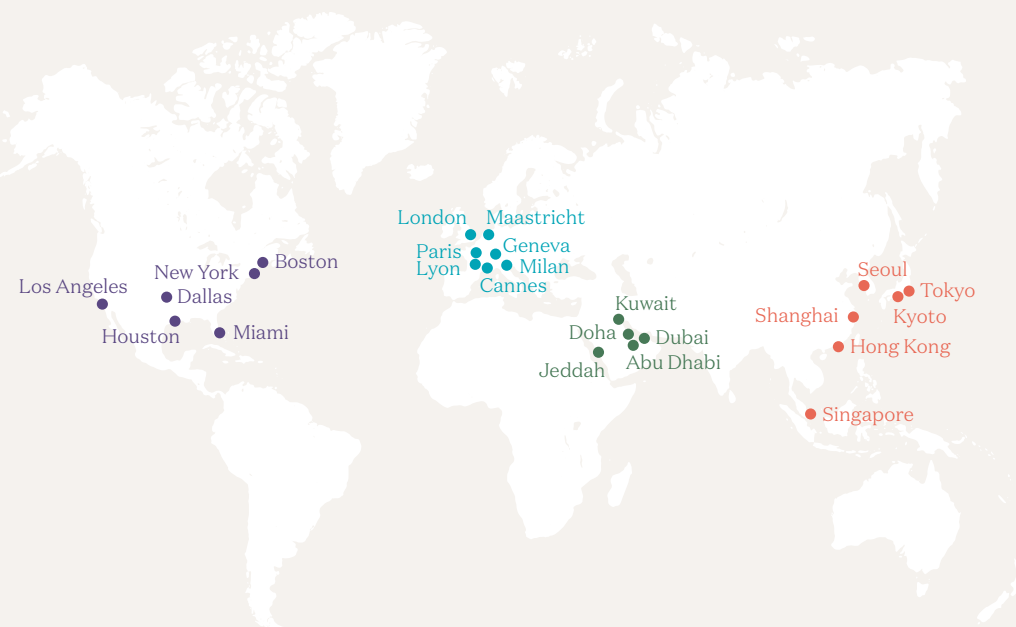 Los Angeles
New York
Boston
Dallas
Houston
Miami
London
Maastricht
Paris
Geneva
Lyon
Milan
Cannes
Kuwait
Doha
Dubai
Abu Dhabi
Jeddah
Seoul
Tokyo
Kyoto
Shanghai
Hong Kong
Singapore